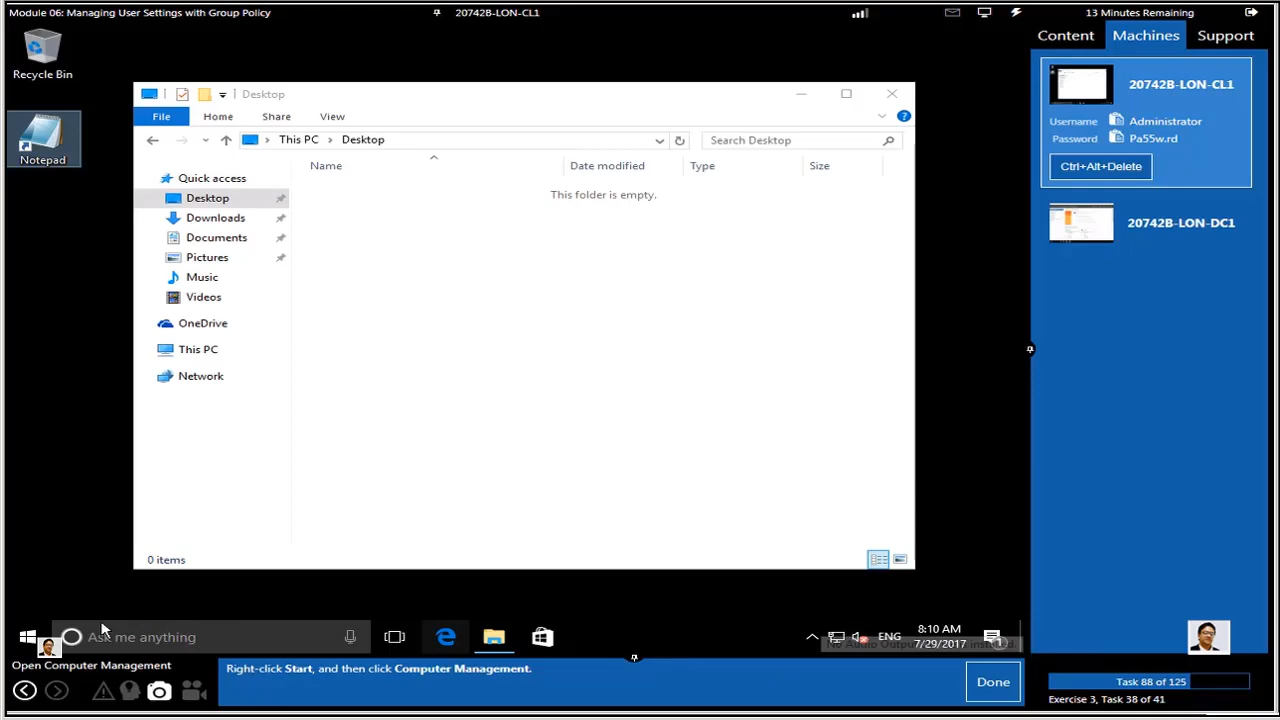 Module 06: Managing User Settings with Group Policy
20742B-LON-CL1
13 Minutes Remaining
Content
Machines
Support
Recycle Bin
Notepad
Desktop
File
Home
Share
View
This PC
Desktop
Search Desktop
Name
Date modified
Type
Size
This folder is empty.
Quick access
Desktop
Downloads
Documents
Pictures
Music
Videos
OneDrive
This PC
Network
0 items
20742B-LON-CL1
Username
Administrator
Password
Pa55w.rd
Ctrl+Alt+Delete
20742B-LON-DC1
Ask me anything
ENG
8:10 AM
7/29/2017
1
No Audio Output
Open Computer Management
Right-click Start, and then click Computer Management.
Done
Task 88 of 125
Exercise 3, Task 38 of 41